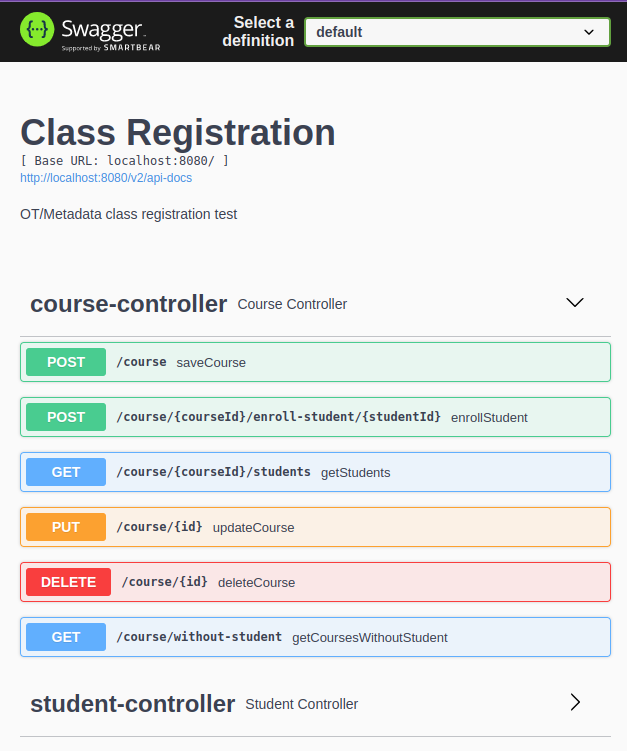 {···} Swagger.
Supported by SMARTBEAR
Select a
definition
default
Class Registration
[ Base URL: localhost:8080/ ]
http://localhost:8080/v2/api-docs
OT/Metadata class registration test
course-controller Course Controller
POST /course saveCourse
POST /course/{courseId}/enroll-student/{studentId} enrollStudent
GET /course/{courseId}/students getStudents
PUT /course/{id} updateCourse
DELETE /course/{id} deleteCourse
GET /course/without-student getCoursesWithoutStudent
student-controller Student Controller